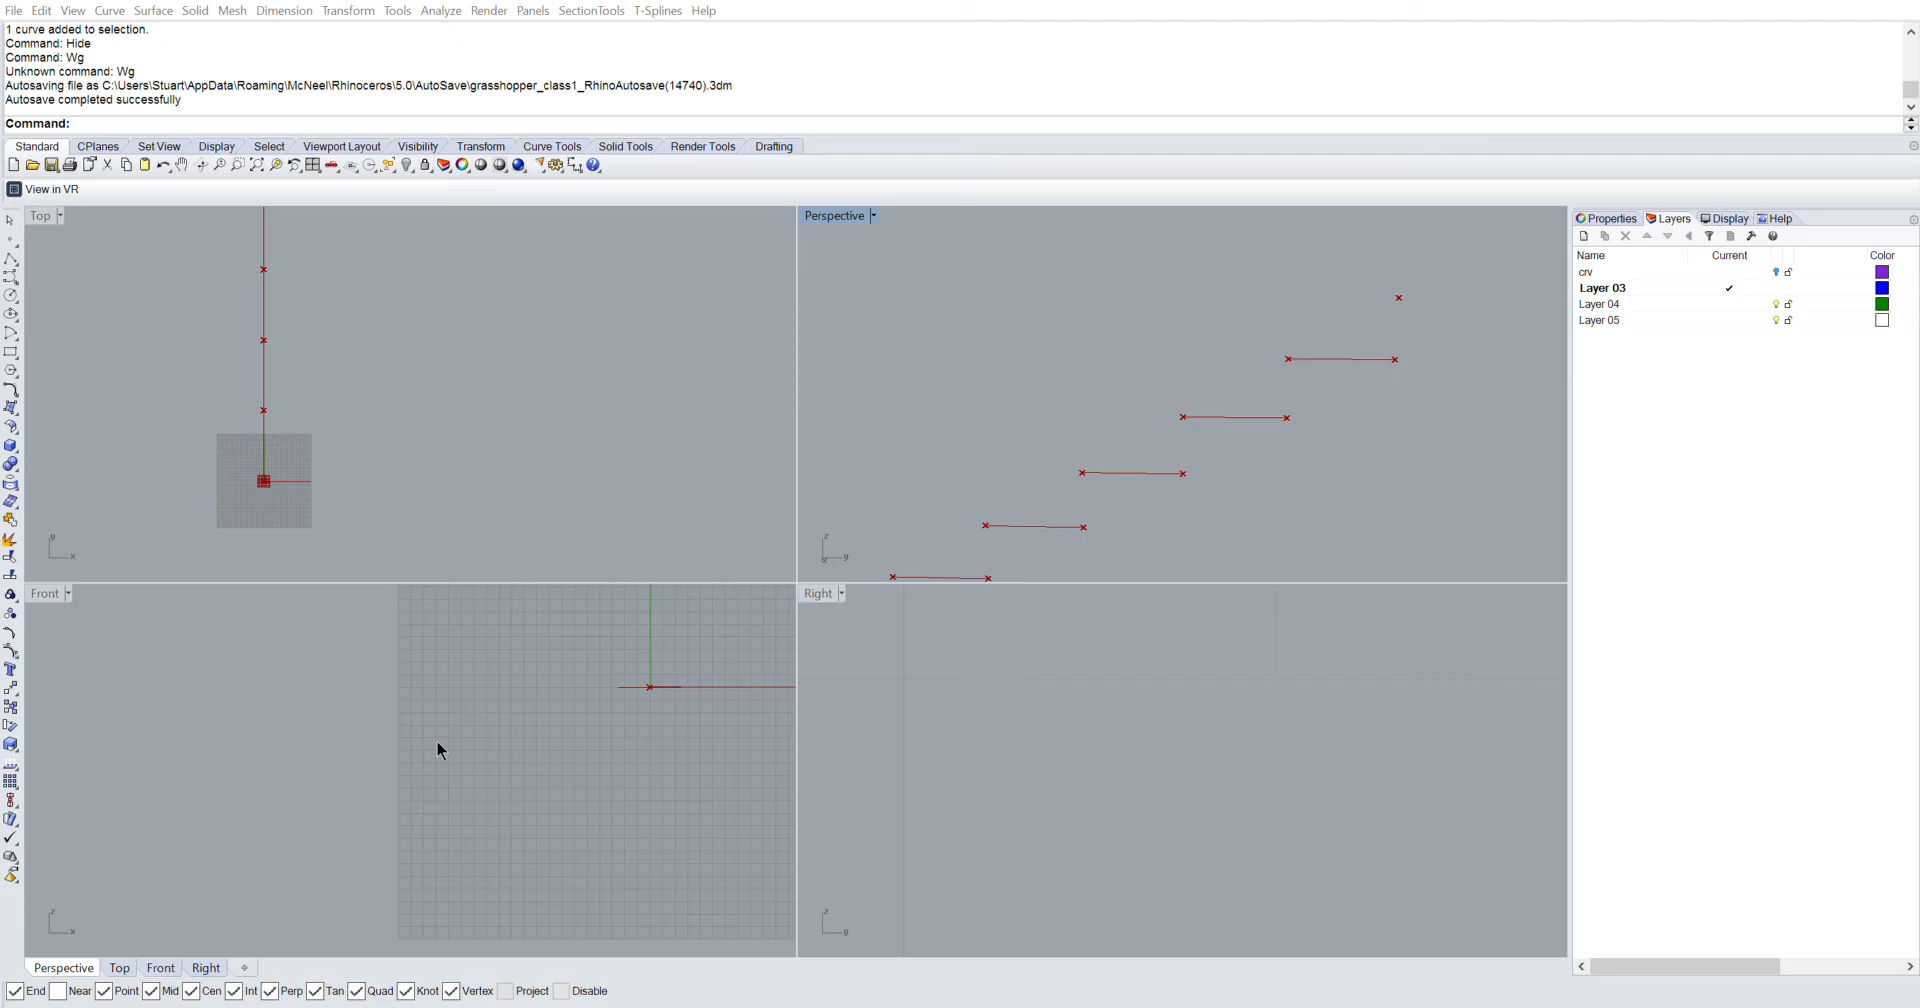 File Edit View Curve Surface Solid Mesh Dimension Transform Tools Analyze Render Panels SectionTools T-Splines Help
1 curve added to selection.
Command: Hide
Command: Wg
Unknown command: Wg
Autosaving file as C:\Users\Stuart\AppData\Roaming\McNeel\Rhinoceros\5.0\AutoSave\grasshopper_class1_RhinoAutosave(14740).3dm
Autosave completed successfully
Command:
Standard CPlanes Set View Display Select Viewport Layout Visibility Transform Curve Tools Solid Tools Render Tools Drafting
View in VR
Top
Perspective
Properties Layers Display Help
Name Current Color
crv
Layer 03
Layer 04
Layer 05
y
x
z
y
x
Front
Right
z
x
z
y
Perspective Top Front Right
End Near Point Mid Cen Int Perp Tan Quad Knot Vertex Project Disable